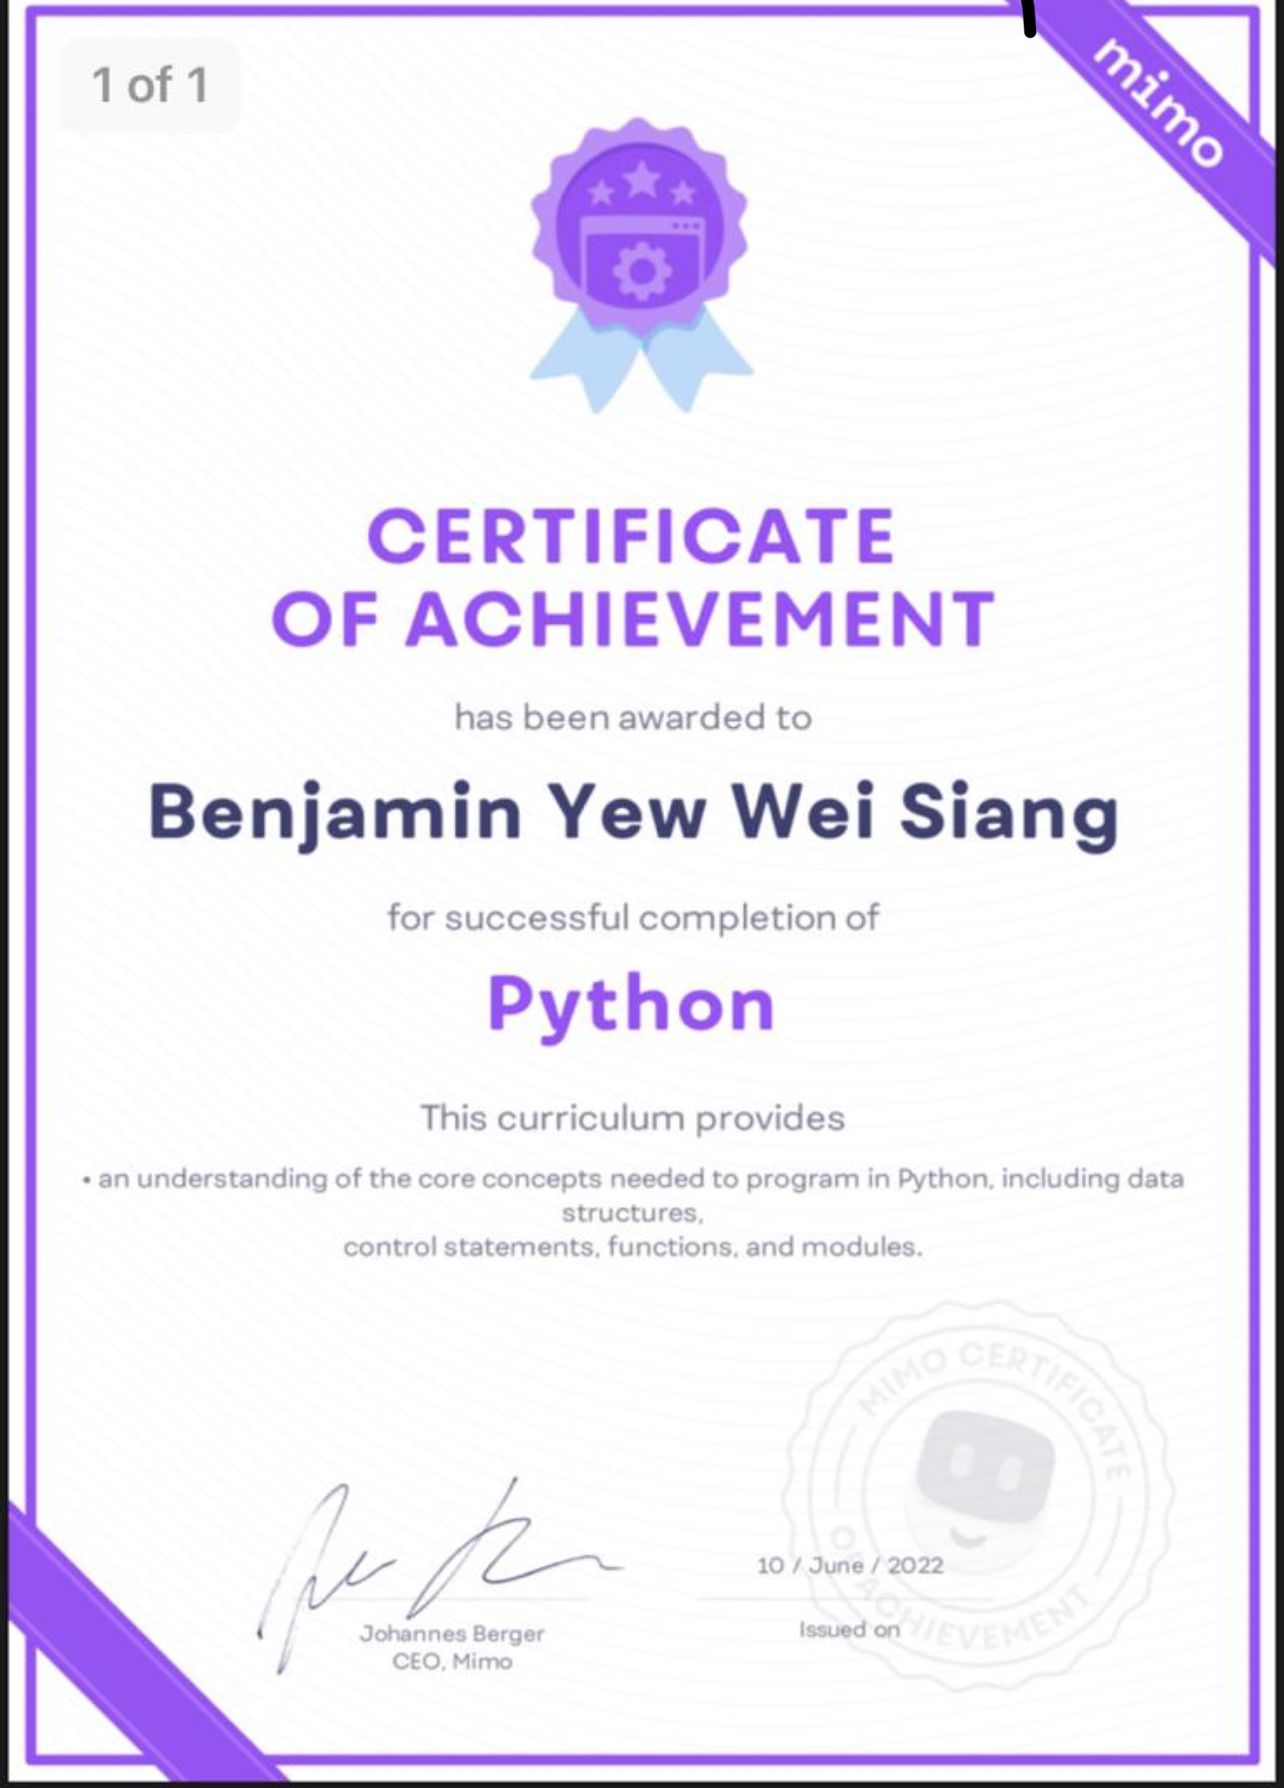 1 of 1
mimo
CERTIFICATE
OF ACHIEVEMENT
has been awarded to
Benjamin Yew Wei Siang
for successful completion of
Python
This curriculum provides
• an understanding of the core concepts needed to program in Python, including data
structures,
control statements, functions, and modules.
MIMO CERTIFICATE
OF ACHIEVEMENT
10 / June / 2022
Johannes Berger
CEO, Mimo
Issued on